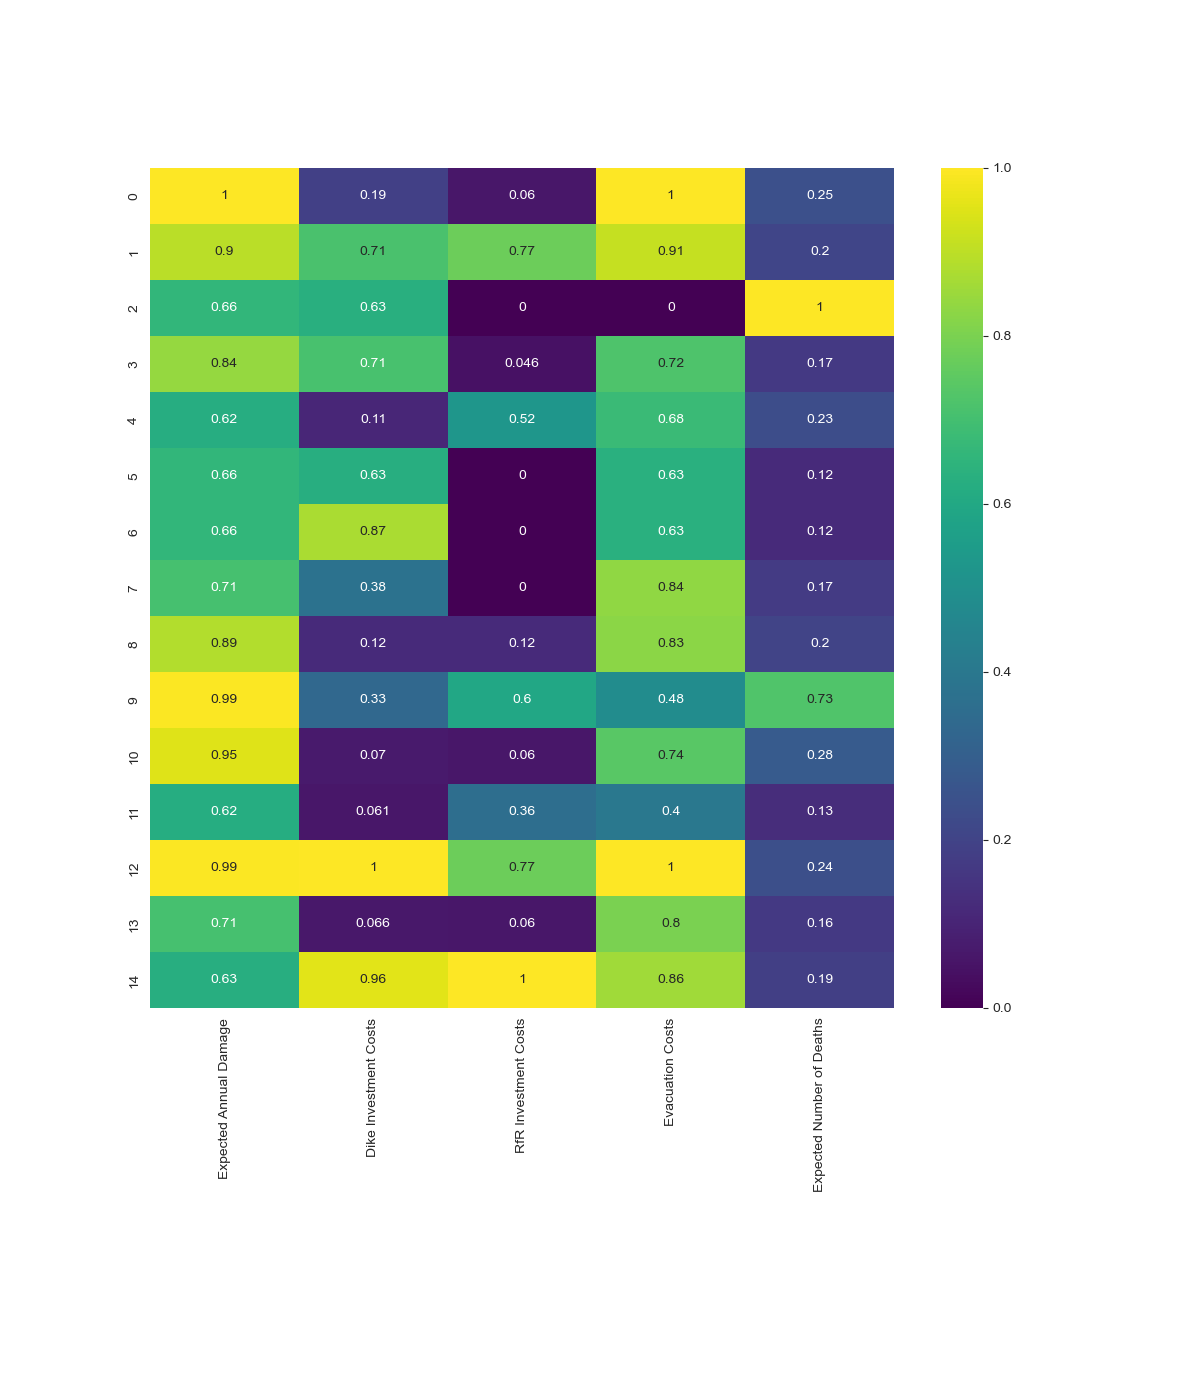 0 1 0.19 0.06 1 0.25
1 0.9 0.71 0.77 0.91 0.2
2 0.66 0.63 0 0 1
3 0.84 0.71 0.046 0.72 0.17
4 0.62 0.11 0.52 0.68 0.23
5 0.66 0.63 0 0.63 0.12
6 0.66 0.87 0 0.63 0.12
7 0.71 0.38 0 0.84 0.17
8 0.89 0.12 0.12 0.83 0.2
9 0.99 0.33 0.6 0.48 0.73
10 0.95 0.07 0.06 0.74 0.28
11 0.62 0.061 0.36 0.4 0.13
12 0.99 1 0.77 1 0.24
13 0.71 0.066 0.06 0.8 0.16
14 0.63 0.96 1 0.86 0.19
Expected Annual Damage
Dike Investment Costs
RfR Investment Costs
Evacuation Costs
Expected Number of Deaths
1.0
0.8
0.6
0.4
0.2
0.0